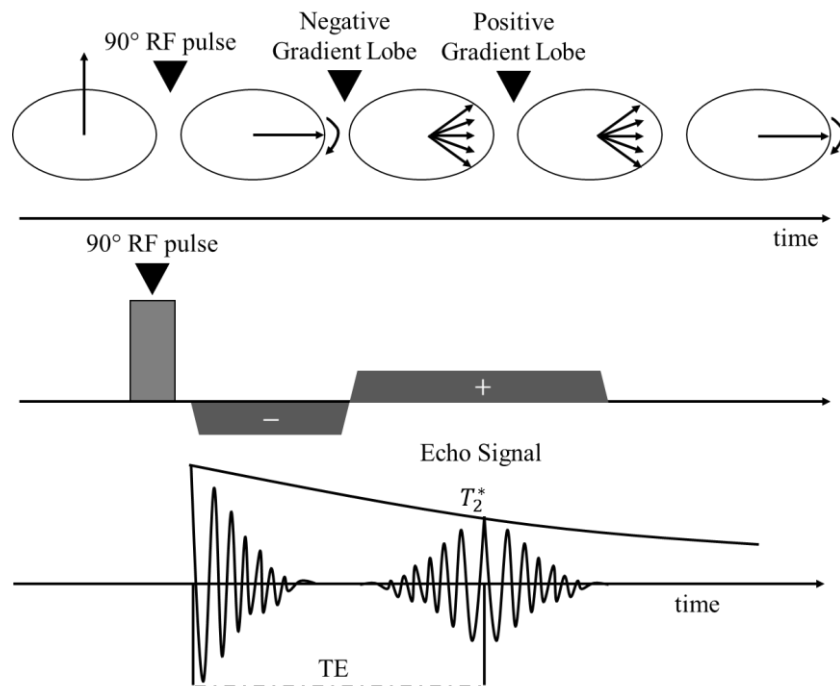 Negative
Gradient Lobe
Positive
Gradient Lobe
90° RF pulse
time
90° RF pulse
+
−
Echo Signal
T₂*
time
TE